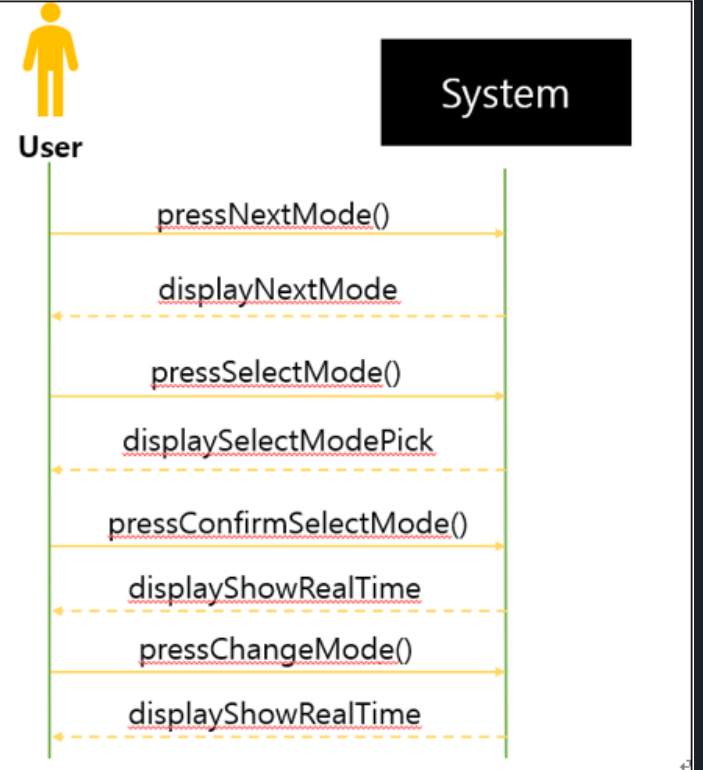 System
User
pressNextMode()
displayNextMode
pressSelectMode()
displaySelectModePick
pressConfirmSelectMode()
displayShowRealTime
pressChangeMode()
displayShowRealTime